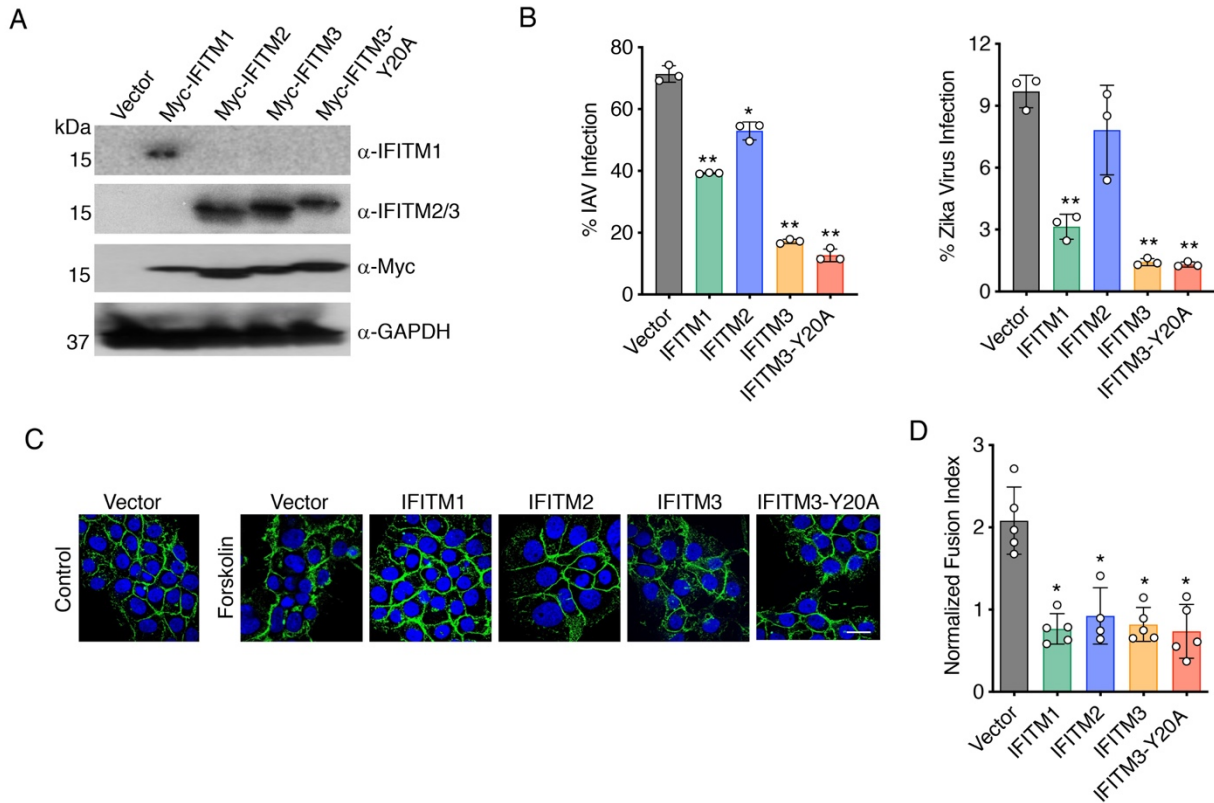 A
Vector
Myc-IFITM1
Myc-IFITM2
Myc-IFITM3
Myc-IFITM3-
Y20A
kDa
15
α-IFITM1
15
α-IFITM2/3
15
α-Myc
37
α-GAPDH
B
% IAV Infection
80
60
40
20
0
**
*
**
**
Vector
IFITM1
IFITM2
IFITM3
IFITM3-Y20A
% Zika Virus Infection
12
9
6
3
0
**
**
**
Vector
IFITM1
IFITM2
IFITM3
IFITM3-Y20A
C
Vector
Vector
IFITM1
IFITM2
IFITM3
IFITM3-Y20A
Control
Forskolin
D
Normalized Fusion Index
3
2
1
0
*
*
*
*
Vector
IFITM1
IFITM2
IFITM3
IFITM3-Y20A